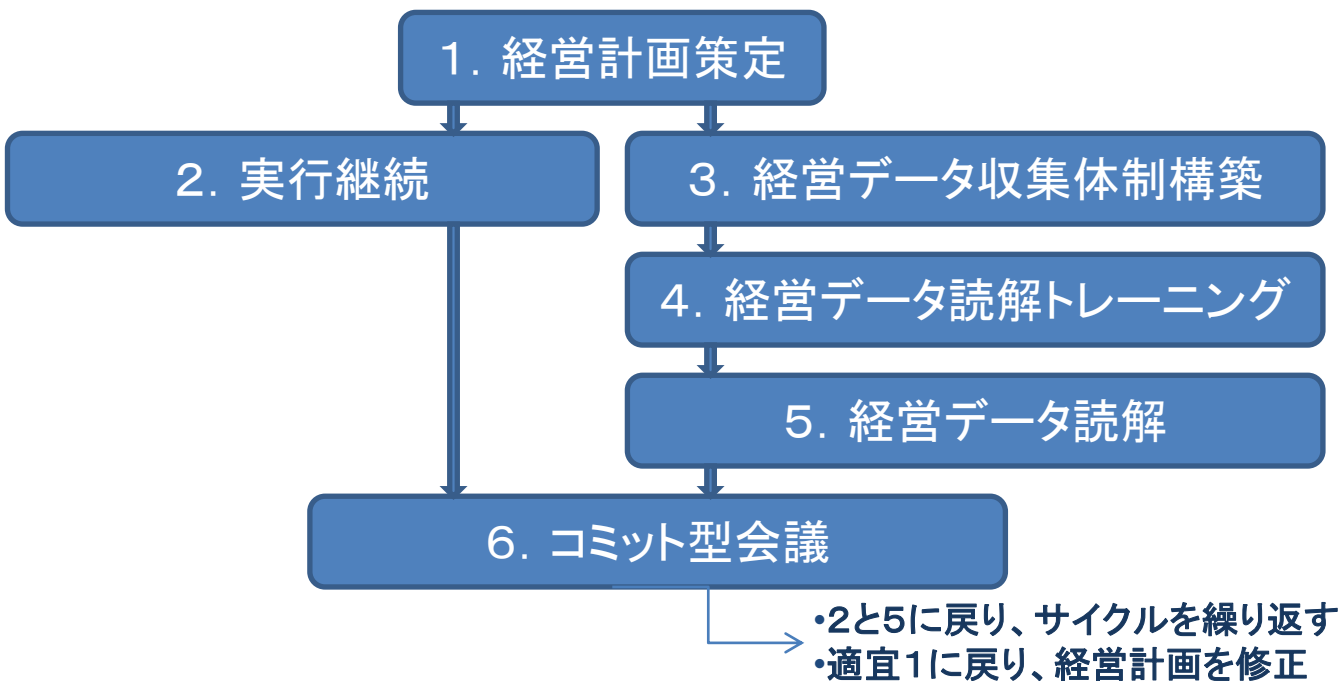 １．経営計画策定
２．実行継続
３．経営データ収集体制構築
４．経営データ読解トレーニング
５．経営データ読解
６．コミット型会議
•２と５に戻り、サイクルを繰り返す
•適宜１に戻り、経営計画を修正